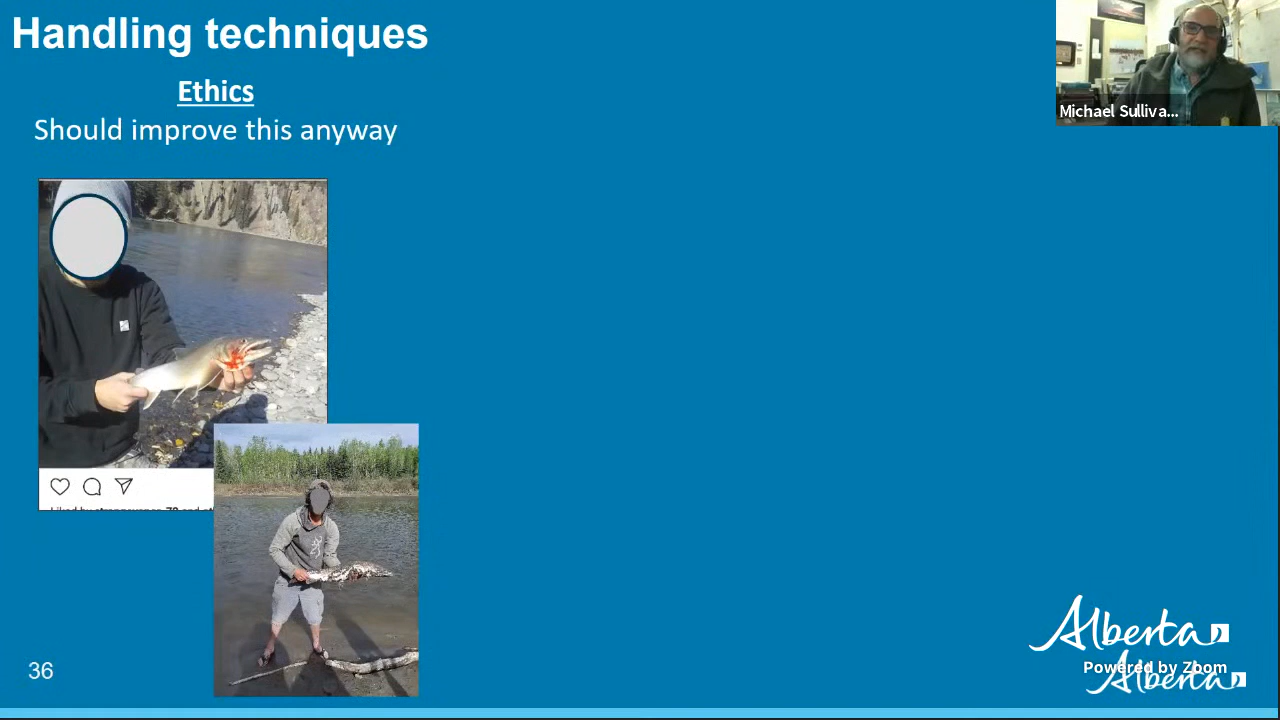 Handling techniques
Ethics
Should improve this anyway
Michael Sulliva...
36
Alberta
Powered by Zoom
Alberta